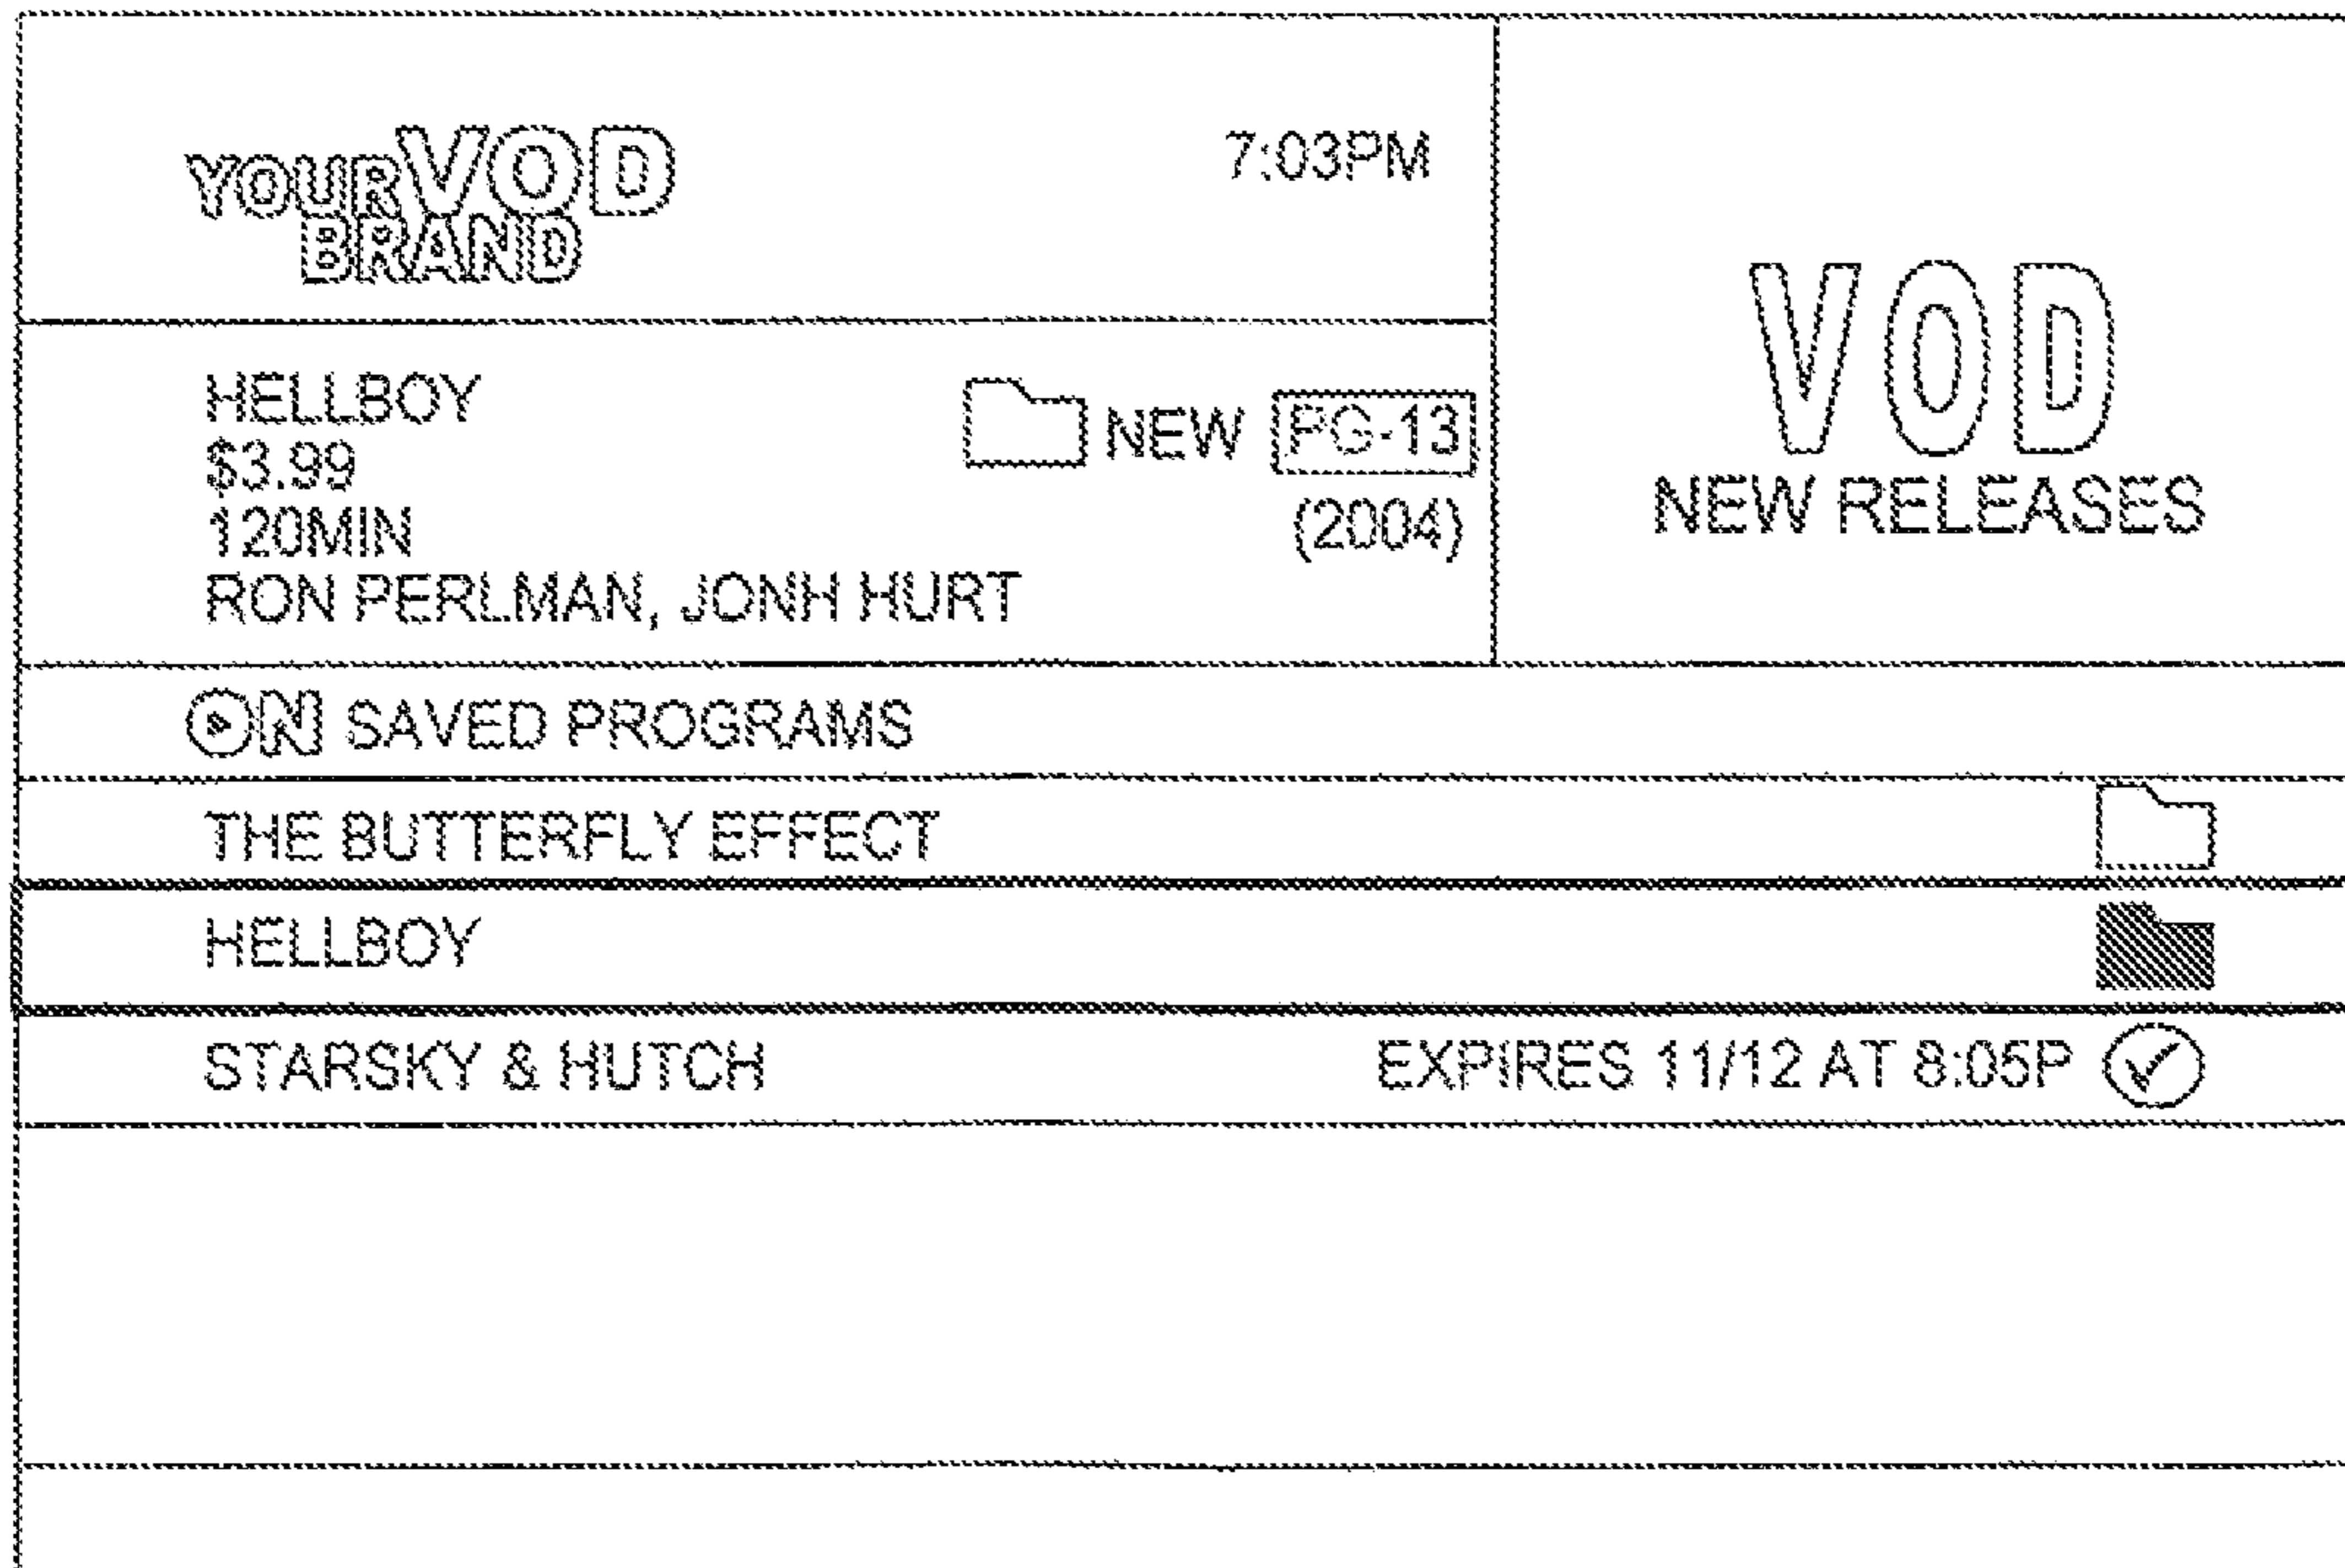 YOUR VOD
BRAND
7:03PM
HELLBOY
NEW PG-13
$3.99
120MIN
(2004)
RON PERLMAN, JONH HURT
VOD
NEW RELEASES
ON SAVED PROGRAMS
THE BUTTERFLY EFFECT
HELLBOY
STARSKY & HUTCH EXPIRES 11/12 AT 8:05P